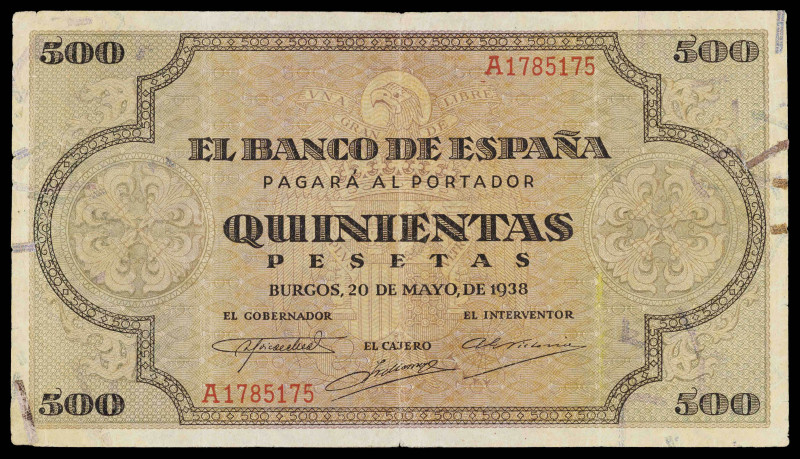 500 500
A1785175
UNA GRANDE LIBRE
EL BANCO DE ESPAÑA
PAGARÁ AL PORTADOR
QUINIENTAS
PESETAS
BURGOS, 20 DE MAYO, DE 1938
EL GOBERNADOR EL INTERVENTOR
EL CAJERO
A1785175
500 500